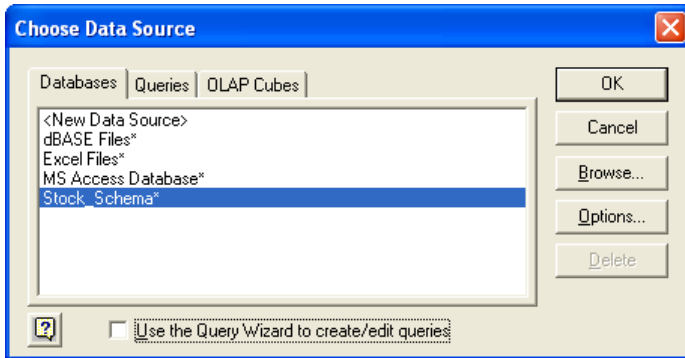 Choose Data Source
Databases Queries OLAP Cubes
<New Data Source>
dBASE Files*
Excel Files*
MS Access Database*
Stock_Schema*
OK
Cancel
Browse...
Options...
Delete
Use the Query Wizard to create/edit queries